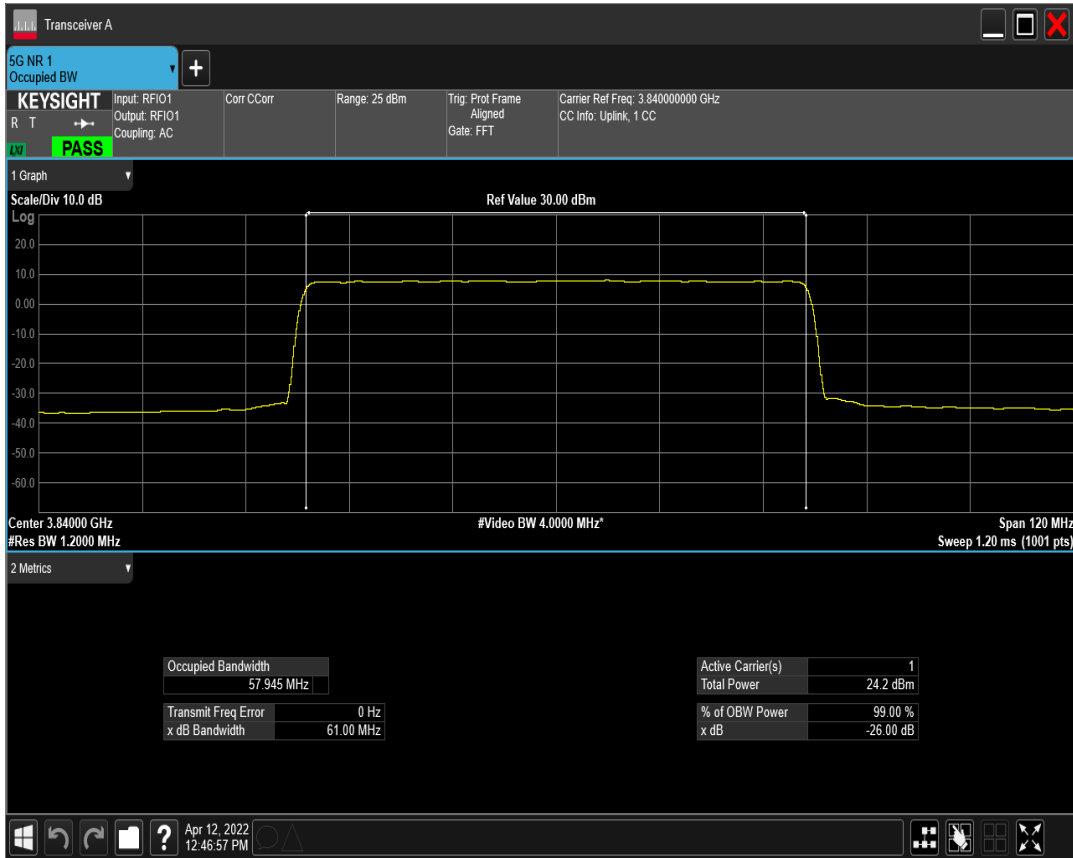 Transceiver A
5G NR 1
Occupied BW
+
KEYSIGHT
R T
LXI
PASS
Input: RFIO1
Output: RFIO1
Coupling: AC
Corr CCorr
Range: 25 dBm
Trig: Prot Frame
Aligned
Gate: FFT
Carrier Ref Freq: 3.840000000 GHz
CC Info: Uplink, 1 CC
1 Graph
Scale/Div 10.0 dB
Ref Value 30.00 dBm
Log
20.0
10.0
0.00
-10.0
-20.0
-30.0
-40.0
-50.0
-60.0
Center 3.84000 GHz
#Video BW 4.0000 MHz*
Span 120 MHz
#Res BW 1.2000 MHz
Sweep 1.20 ms (1001 pts)
2 Metrics
Occupied Bandwidth
57.945 MHz
Transmit Freq Error 0 Hz
x dB Bandwidth 61.00 MHz
Active Carrier(s) 1
Total Power 24.2 dBm
% of OBW Power 99.00 %
x dB -26.00 dB
?
Apr 12, 2022
12:46:57 PM